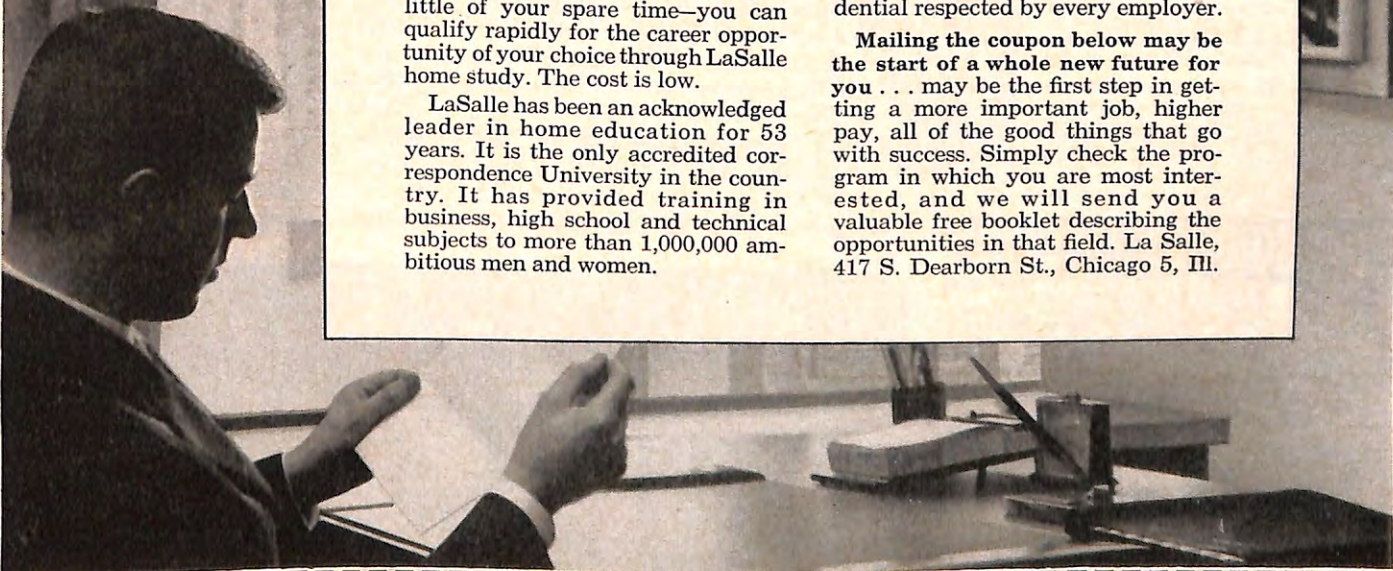 little of your spare time—you can
qualify rapidly for the career oppor-
tunity of your choice through LaSalle
home study. The cost is low.
LaSalle has been an acknowledged
leader in home education for 53
years. It is the only accredited cor-
respondence University in the coun-
try. It has provided training in
business, high school and technical
subjects to more than 1,000,000 am-
bitious men and women.
dential respected by every employer.
Mailing the coupon below may be
the start of a whole new future for
you . . . may be the first step in get-
ting a more important job, higher
pay, all of the good things that go
with success. Simply check the pro-
gram in which you are most inter-
ested, and we will send you a
valuable free booklet describing the
opportunities in that field. La Salle,
417 S. Dearborn St., Chicago 5, Ill.